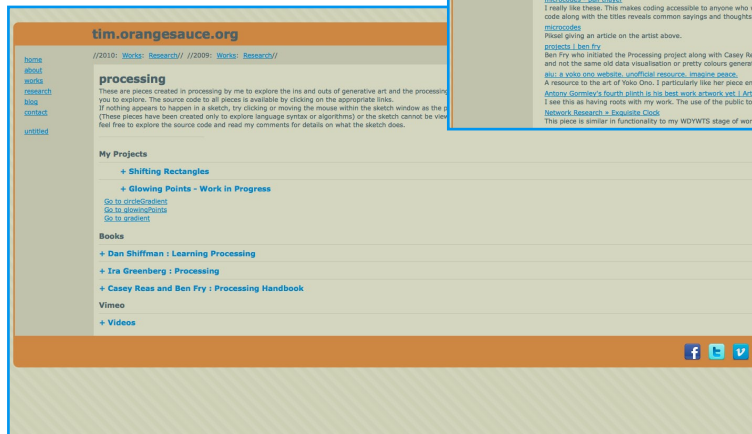 tim.orangesauce.org
home
about
works
research
blog
contact
untitled
//2010: Works: Research// //2009: Works: Research//
processing
These are pieces created in processing by me to explore the ins and outs of generative art and the processing
you to explore. The source code to all pieces is available by clicking on the appropriate links.
If nothing appears to happen in a sketch, try clicking or moving the mouse within the sketch window as the
(These pieces have been created only to explore language syntax or algorithms) or the sketch cannot be
feel free to explore the source code and read my comments for details on what the sketch does.
My Projects
+ Shifting Rectangles
+ Glowing Points - Work in Progress
Go to circleGradient
Go to glowingPoints
Go to gradient
Books
+ Dan Shiffman : Learning Processing
+ Ira Greenberg : Processing
+ Casey Reas and Ben Fry : Processing Handbook
Vimeo
+ Videos
I really like these. This makes coding accessible to anyone who
code along with the titles reveals common sayings and thoughts
microcodes
Piksel giving an article on the artist above.
projects | ben fry
Ben Fry who initiated the Processing project along with Casey
and not the same old data visualisation or pretty colours
aiu: a yoko ono website. unofficial resource. imagine peace.
A resource to the art of Yoko Ono. I particularly like her piece
Antony Gormley's fourth plinth is his best work artwork yet |
I see this as having roots with my work. The use of the public to
Network Research » Exquisite Clock
This piece is similar in functionality to my WDYWTS stage of